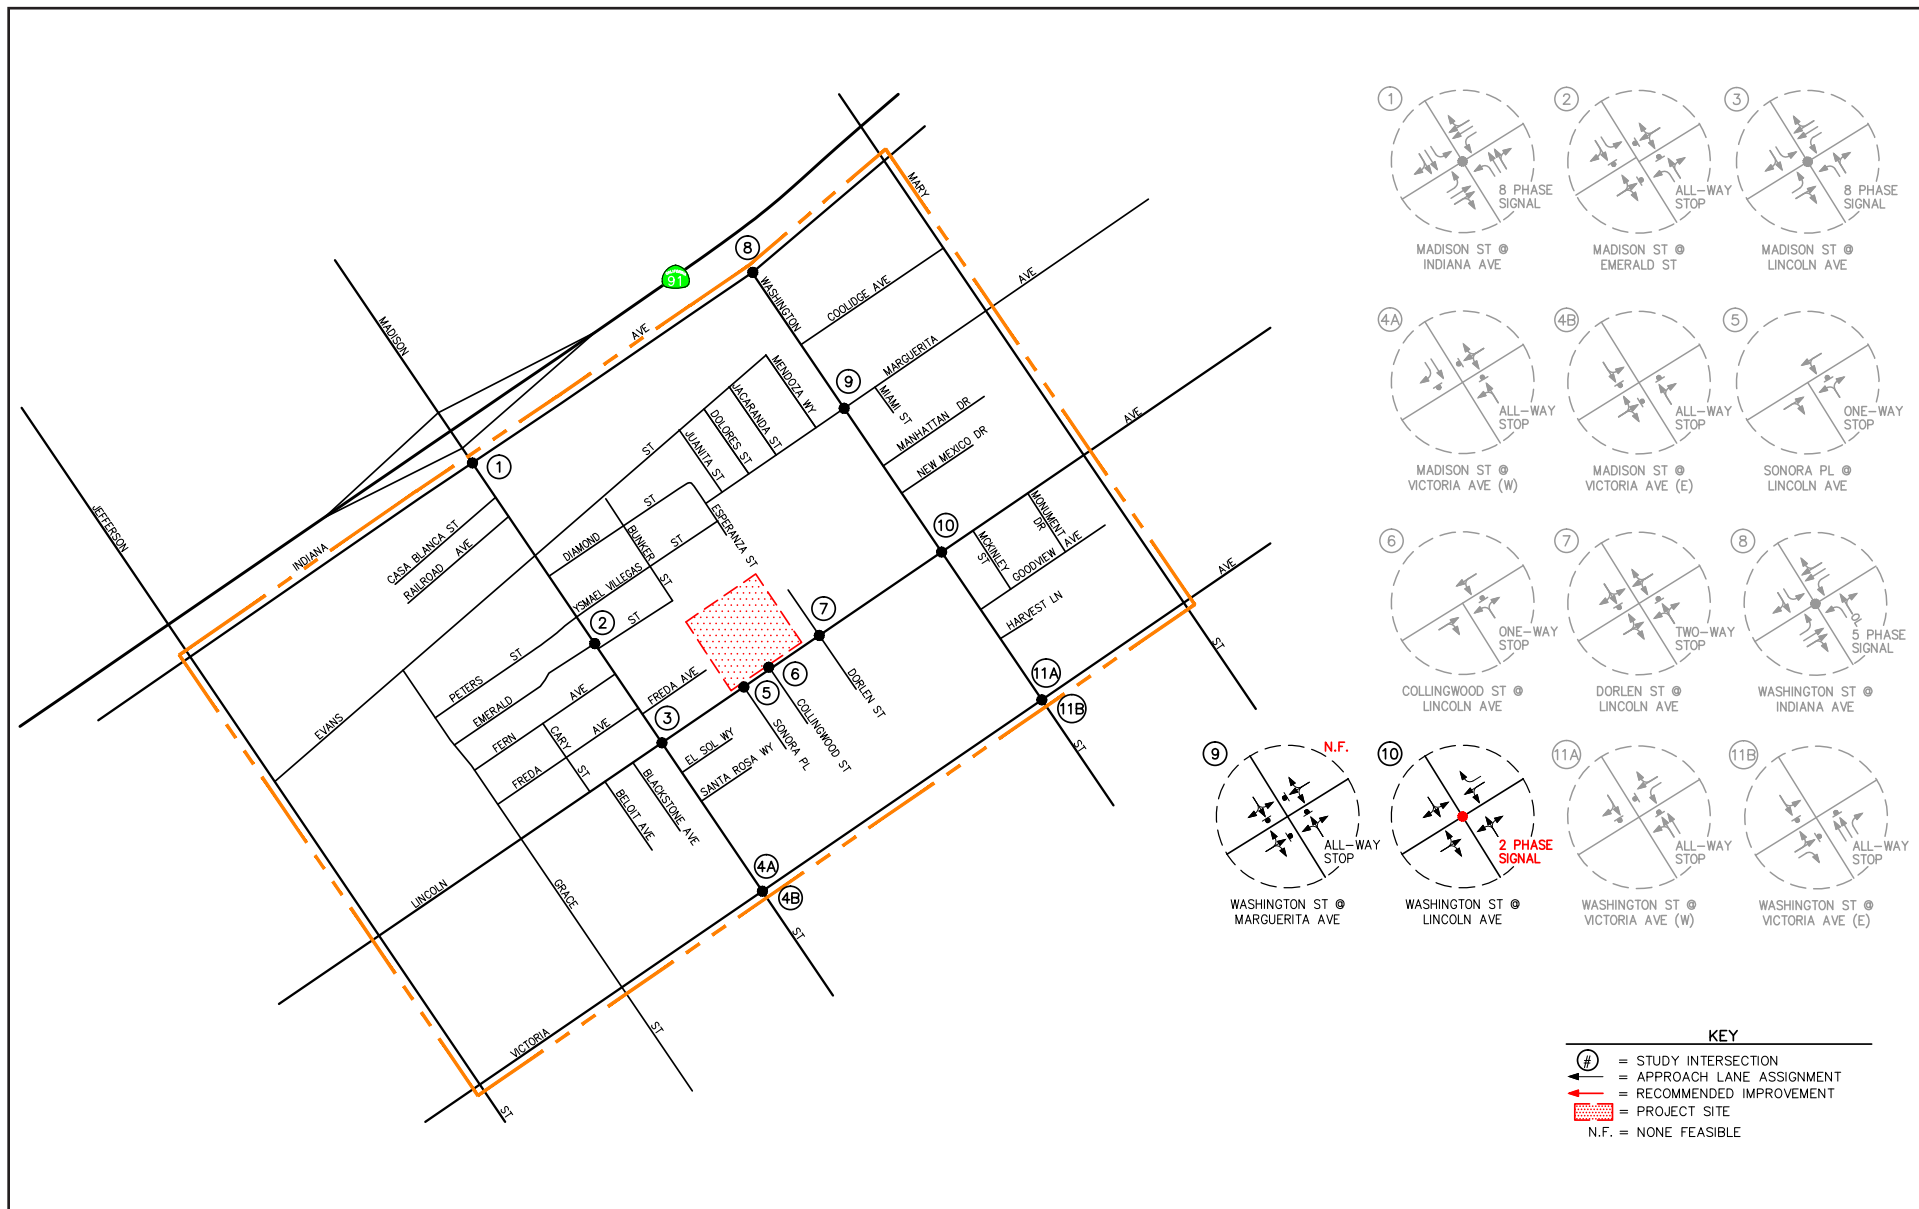 MARY
8
91
WASHINGTON
COOLIDGE AVE
AVE
MADISON
AVE
MARGUERITA
9
MENDOZA WY
JACARANDA ST
DOLORES ST
JUANITA ST
MIAMI ST
MANHATTAN DR
NEW MEXICO DR
AVE
ST
1
JEFFERSON
INDIANA
CASA BLANCA ST
RAILROAD AVE
DIAMOND
ST
BUNKER
ST
ESPERANZA ST
YSMAEL VILLEGAS
ST
10
MONUMENT
DR
MCKINLEY
ST
GOODVIEW AVE
HARVEST LN
AVE
ST
2
ST
7
PETERS
ST
EMERALD
EVANS
FERN
AVE
FREDA
AVE
CARY
ST
FREDA AVE
6
5
3
DORLEN ST
COLLINGWOOD ST
SONORA PL
EL SOL WY
SANTA ROSA WY
BLACKSTONE AVE
BELOIT AVE
11A
11B
ST
LINCOLN
GRACE
4A
4B
ST
VICTORIA
ST
ST
1
8 PHASE
SIGNAL
MADISON ST @
INDIANA AVE
2
ALL-WAY
STOP
MADISON ST @
EMERALD ST
3
8 PHASE
SIGNAL
MADISON ST @
LINCOLN AVE
4A
ALL-WAY
STOP
MADISON ST @
VICTORIA AVE (W)
4B
ALL-WAY
STOP
MADISON ST @
VICTORIA AVE (E)
5
ONE-WAY
STOP
SONORA PL @
LINCOLN AVE
6
ONE-WAY
STOP
COLLINGWOOD ST @
LINCOLN AVE
7
TWO-WAY
STOP
DORLEN ST @
LINCOLN AVE
8
OL
5 PHASE
SIGNAL
WASHINGTON ST @
INDIANA AVE
9
N.F.
ALL-WAY
STOP
WASHINGTON ST @
MARGUERITA AVE
10
2 PHASE
SIGNAL
WASHINGTON ST @
LINCOLN AVE
11A
ALL-WAY
STOP
WASHINGTON ST @
VICTORIA AVE (W)
11B
ALL-WAY
STOP
WASHINGTON ST @
VICTORIA AVE (E)
KEY
# = STUDY INTERSECTION
= APPROACH LANE ASSIGNMENT
= RECOMMENDED IMPROVEMENT
= PROJECT SITE
N.F. = NONE FEASIBLE